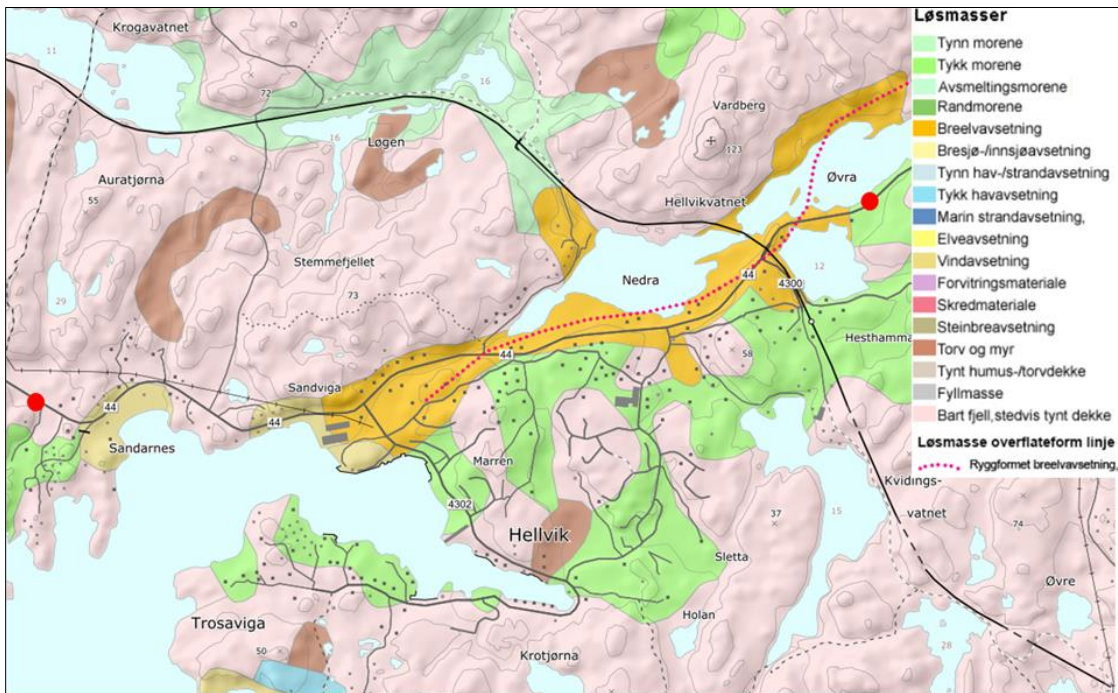 Krogavatnet
11
72
16
16
Løgen
Vardberg
123
Auratjørna
55
Øvra
Hellvikvatnet
Stemmefjellet
Nedra
44
12
4300
29
73
44
58
Hesthamma
Sandviga
44
44
Sandarnes
Marren
4302
Hellvik
37
15
Kvidings-
vatnet
74
Sletta
Øvre
Holan
Trosaviga
50
Krotjørna
28
Løsmasser
Tynn morene
Tykk morene
Avsmeltingsmorene
Randmorene
Breelvavsetning
Bresjø-/innsjøavsetning
Tynn hav-/strandavsetning
Tykk havavsetning
Marin strandavsetning,
Elveavsetning
Vindavsetning
Forvitringsmateriale
Skredmateriale
Steinbreavsetning
Torv og myr
Tynt humus-/torvdekke
Fyllmasse
Bart fjell,stedvis tynt dekke
Løsmasse overflateform linje
Ryggformet breelvavsetning,